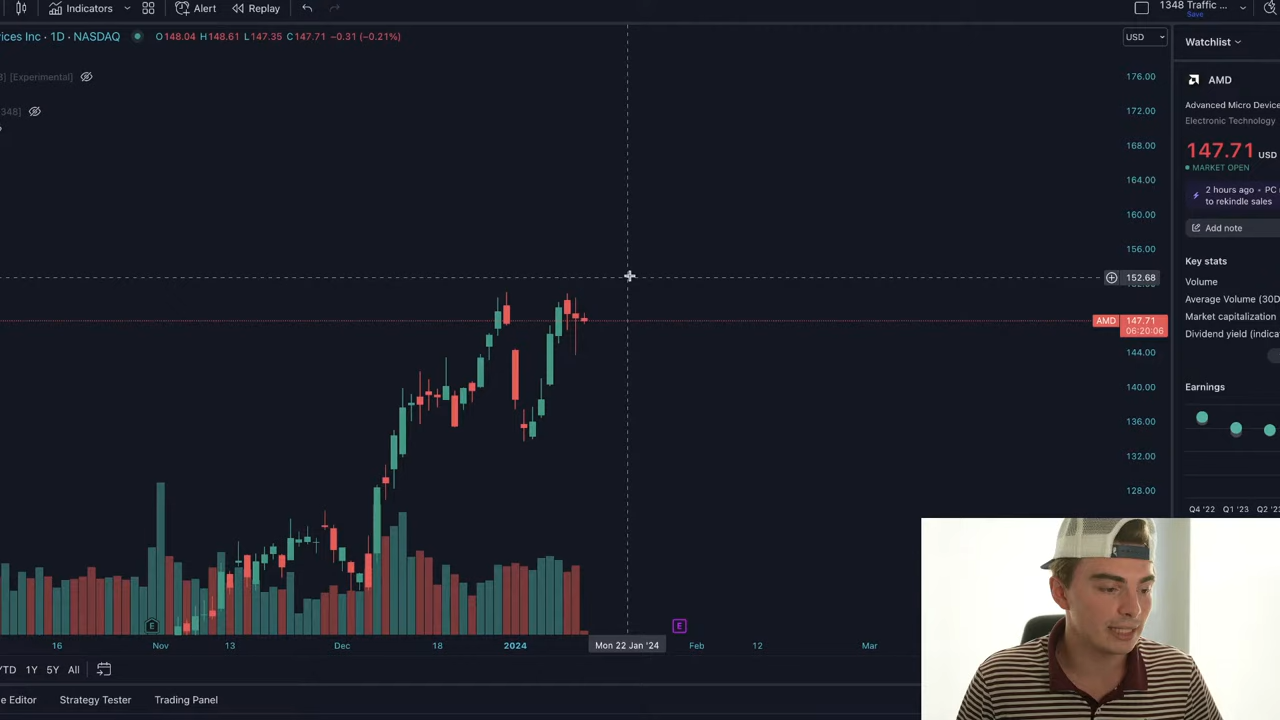 Indicators
Alert
Replay
1348 Traffic ...
Save
ices Inc · 1D · NASDAQ
O148.04 H148.61 L147.35 C147.71 −0.31 (−0.21%)
USD
Watchlist
[Experimental]
348]
AMD
Advanced Micro Device
Electronic Technology
147.71 USD
MARKET OPEN
2 hours ago • PC
to rekindle sales
Add note
Key stats
Volume
Average Volume (30D
Market capitalization
Dividend yield (indica
Earnings
Q4 '22 Q1 '23 Q2 '2
176.00
172.00
168.00
164.00
160.00
156.00
152.68
AMD 147.71
06:20:06
144.00
140.00
136.00
132.00
128.00
E
E
16 Nov 13 Dec 18 2024 Mon 22 Jan '24 Feb 12 Mar
YTD 1Y 5Y All
e Editor Strategy Tester Trading Panel